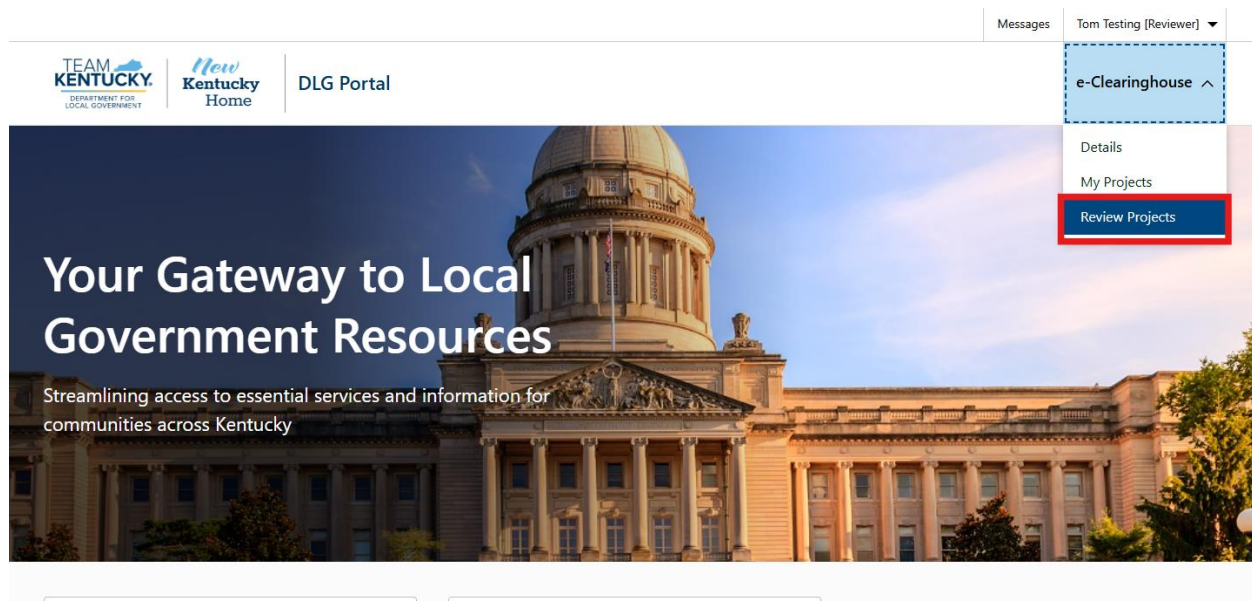 Messages
Tom Testing [Reviewer]
TEAM
KENTUCKY.
DEPARTMENT FOR
LOCAL GOVERNMENT
New
Kentucky
Home
DLG Portal
e-Clearinghouse
Details
My Projects
Review Projects
Your Gateway to Local
Government Resources
Streamlining access to essential services and information for
communities across Kentucky